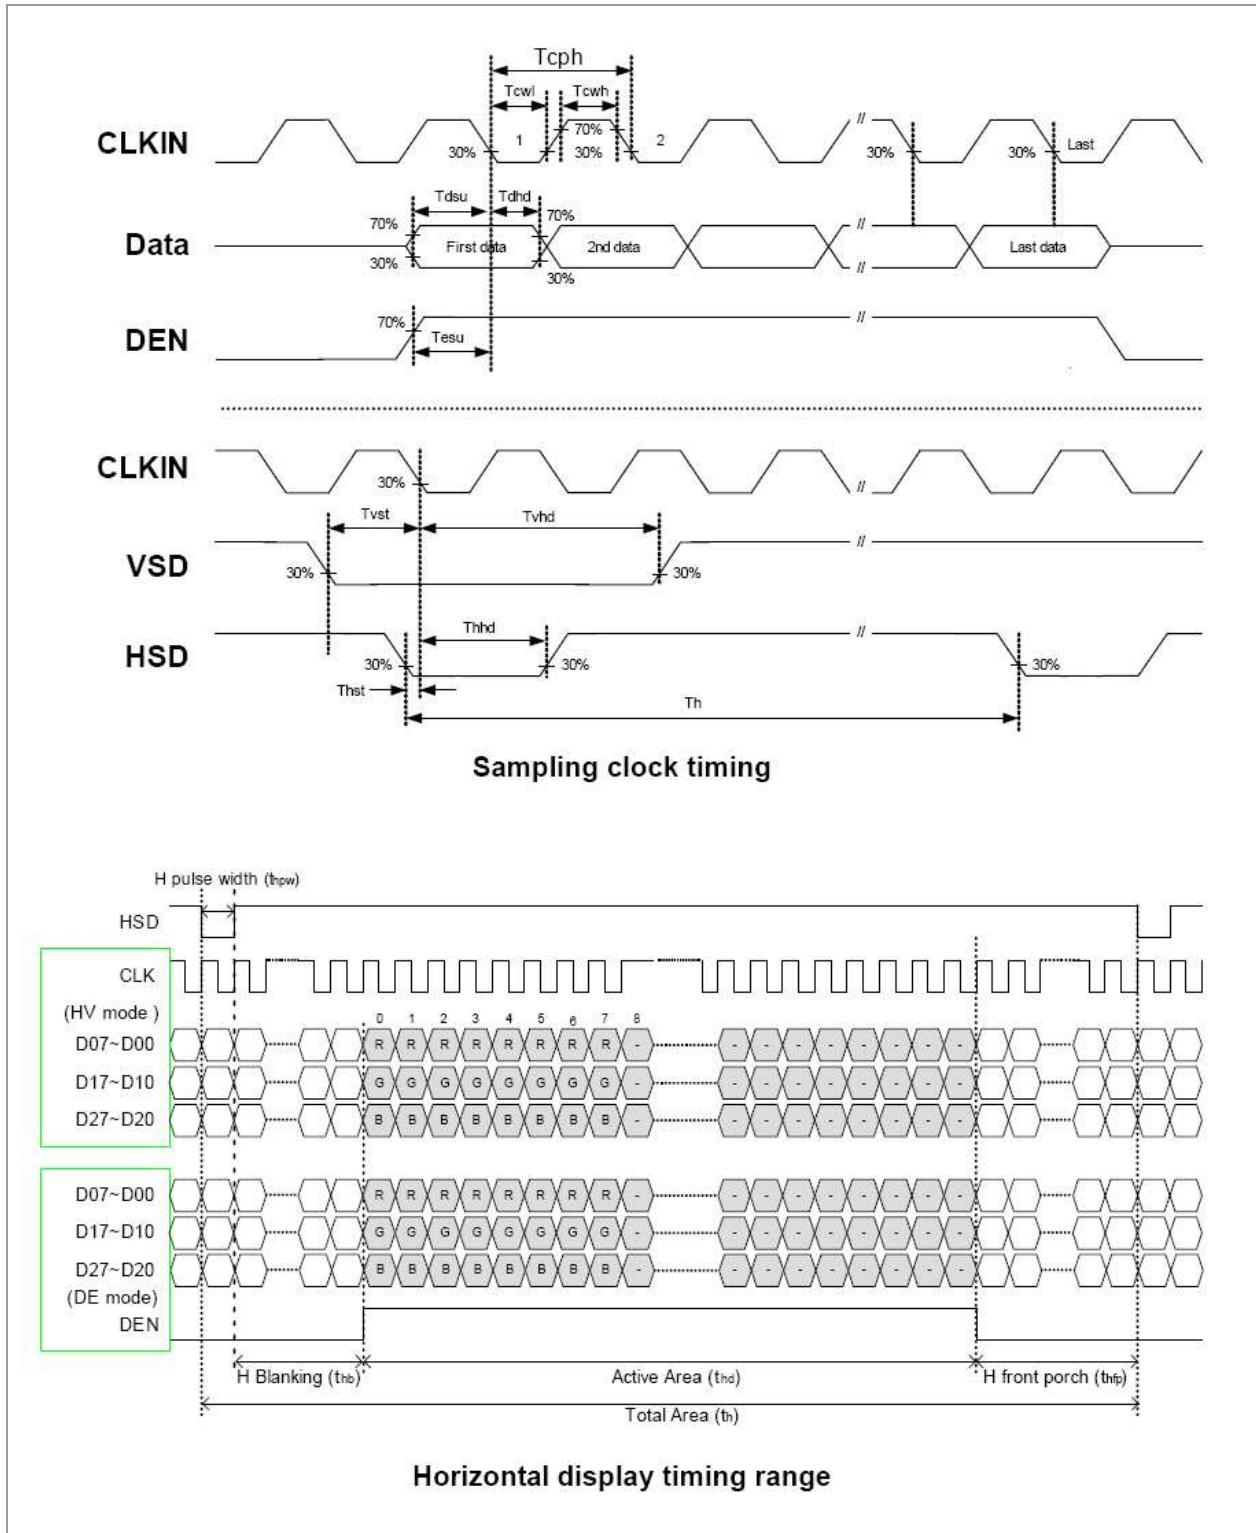 Tcph
Tcwl Tcwh
CLKIN 30% 1 70% 30% 2 // 30% 30% Last
Tdsu Tdhd
70% 70%
Data First data 2nd data // Last data
30% 30% //
DEN 70% //
Tesu
CLKIN 30% //
Tvst Tvhd
VSD 30% 30% //
Thhd
HSD 30% 30% // 30%
Thst
Th
Sampling clock timing
H pulse width (thpw)
HSD
CLK
(HV mode )
0 1 2 3 4 5 6 7 8
D07~D00 R R R R R R R R - - - - - - - - -
D17~D10 G G G G G G G G - - - - - - - - -
D27~D20 B B B B B B B B - - - - - - - - -
D07~D00 R R R R R R R R - - - - - - - - -
D17~D10 G G G G G G G G - - - - - - - - -
D27~D20 B B B B B B B B - - - - - - - - -
(DE mode)
DEN
H Blanking (thb) Active Area (thd) H front porch (thfp)
Total Area (th)
Horizontal display timing range